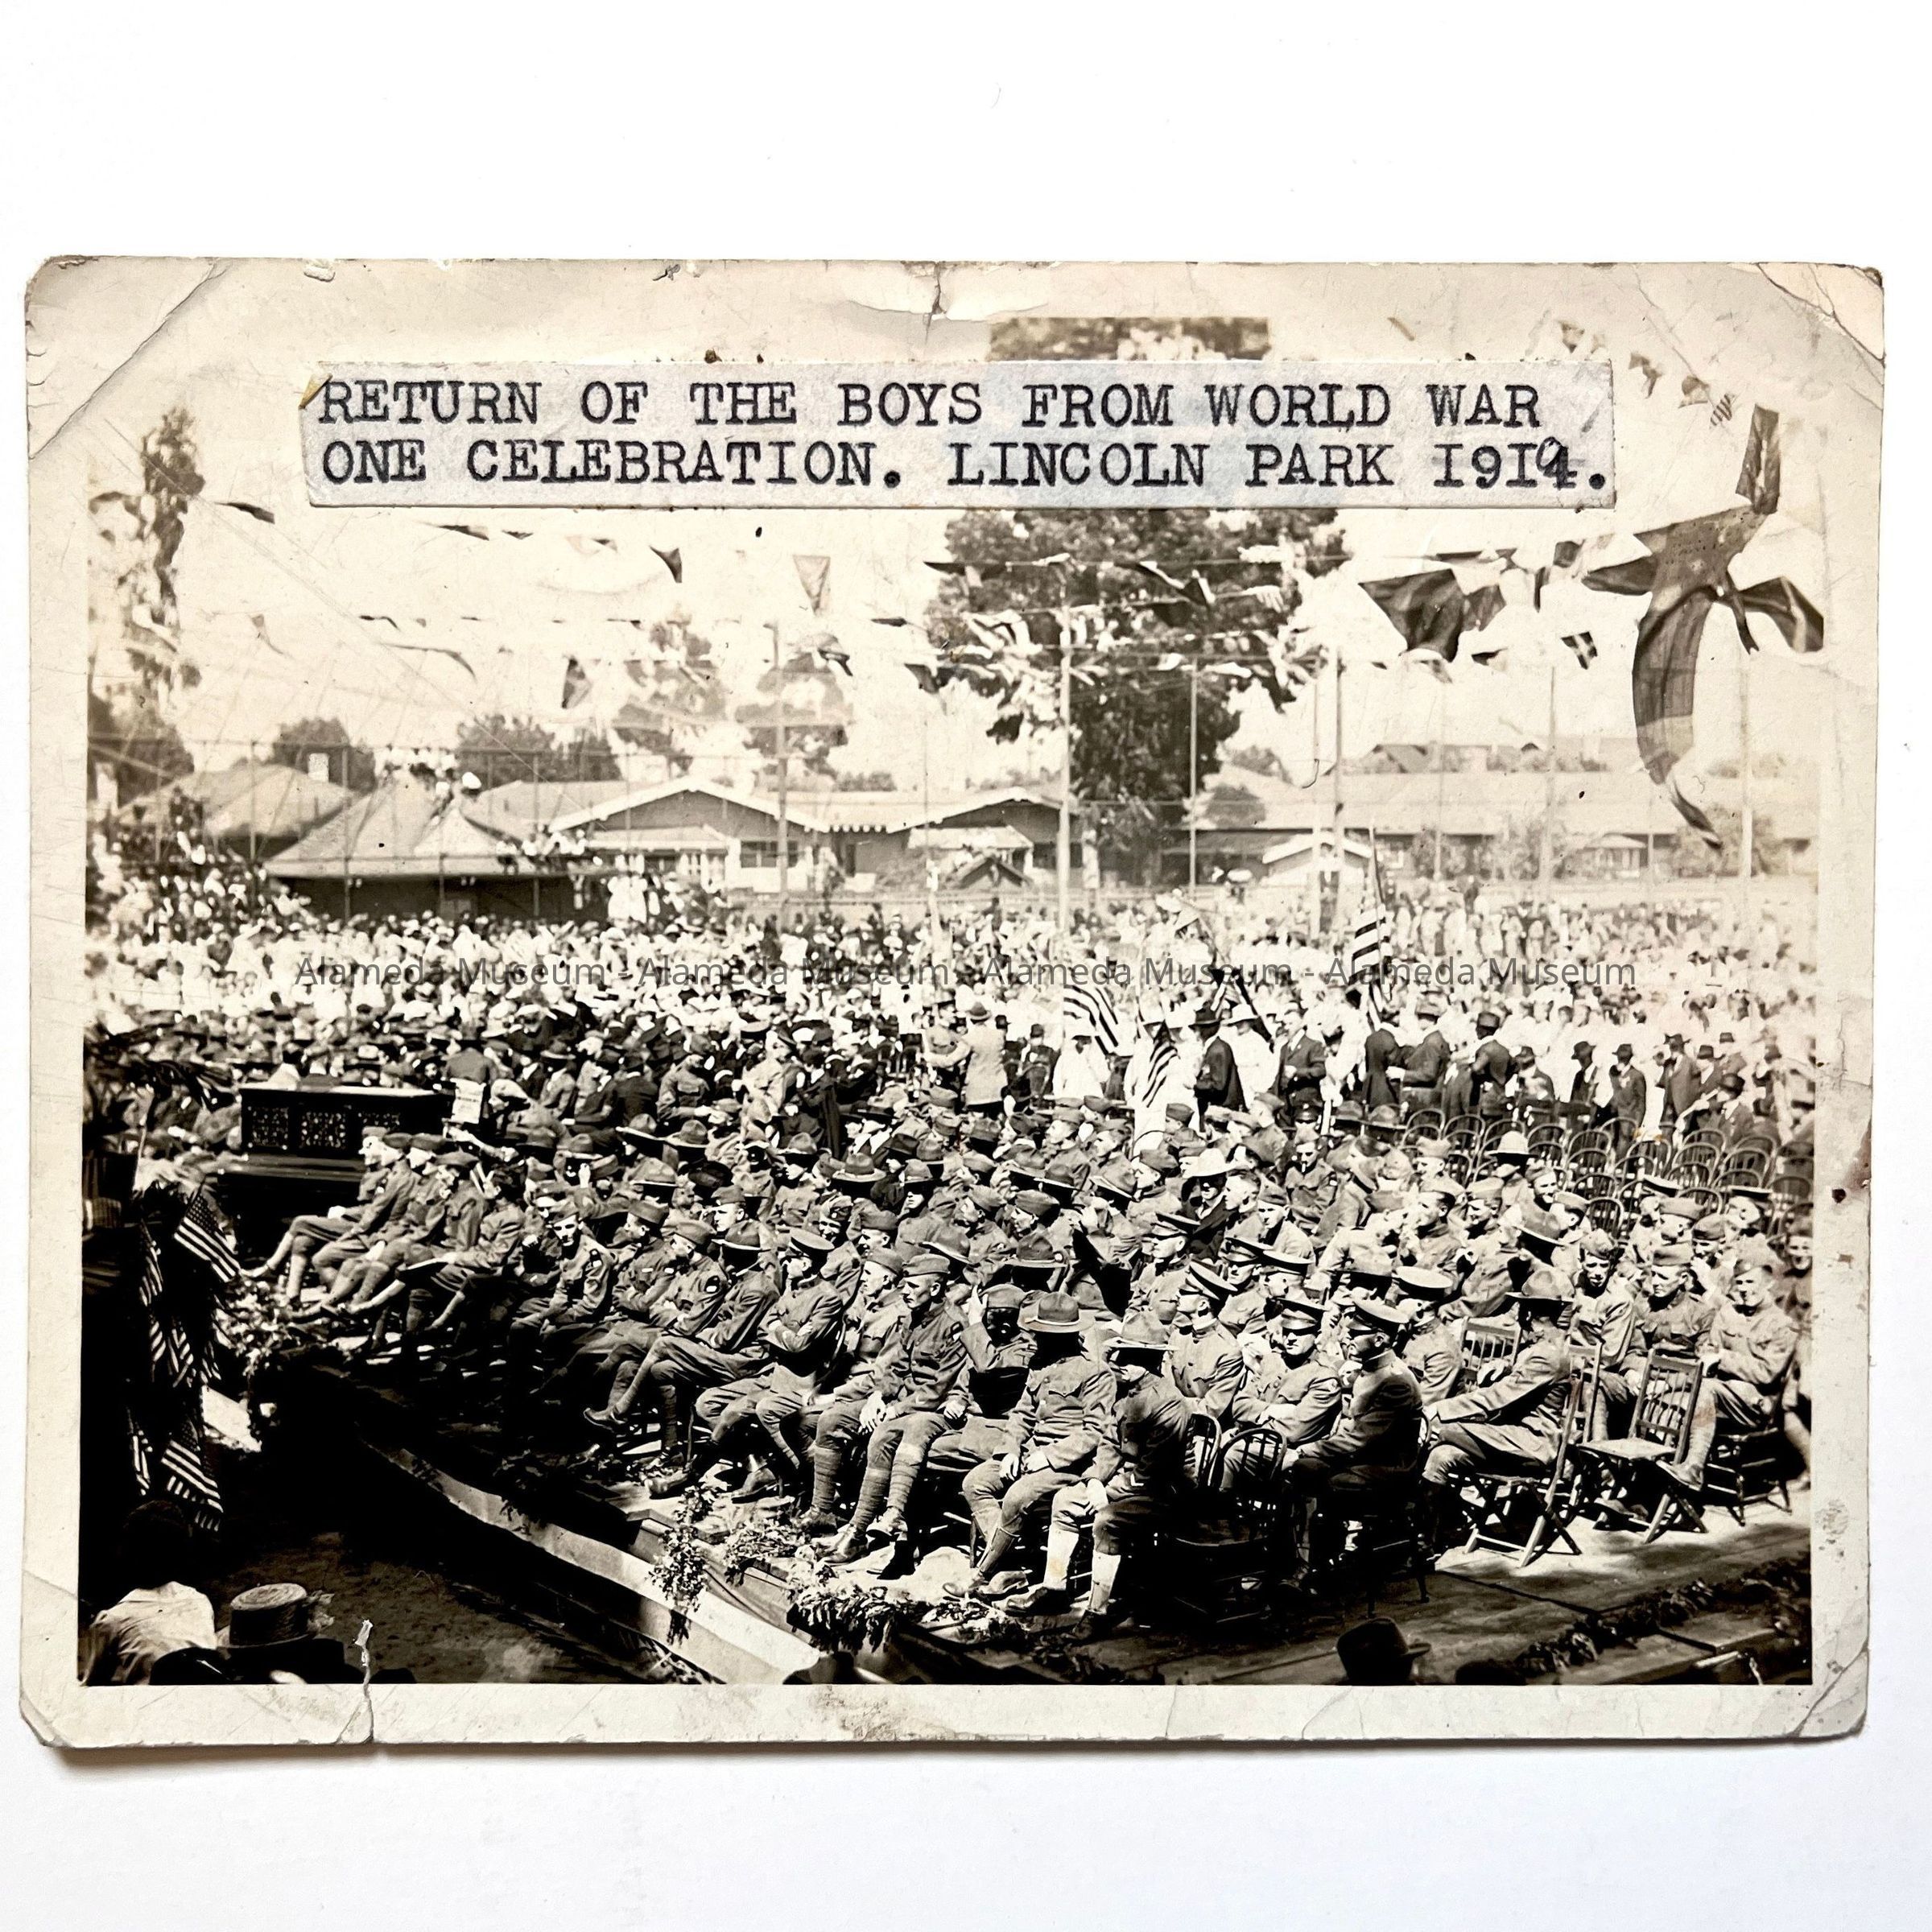 RETURN OF THE BOYS FROM WORLD WAR
ONE CELEBRATION. LINCOLN PARK 1919.
Alameda Museum - Alameda Museum - Alameda Museum - Alameda Museum